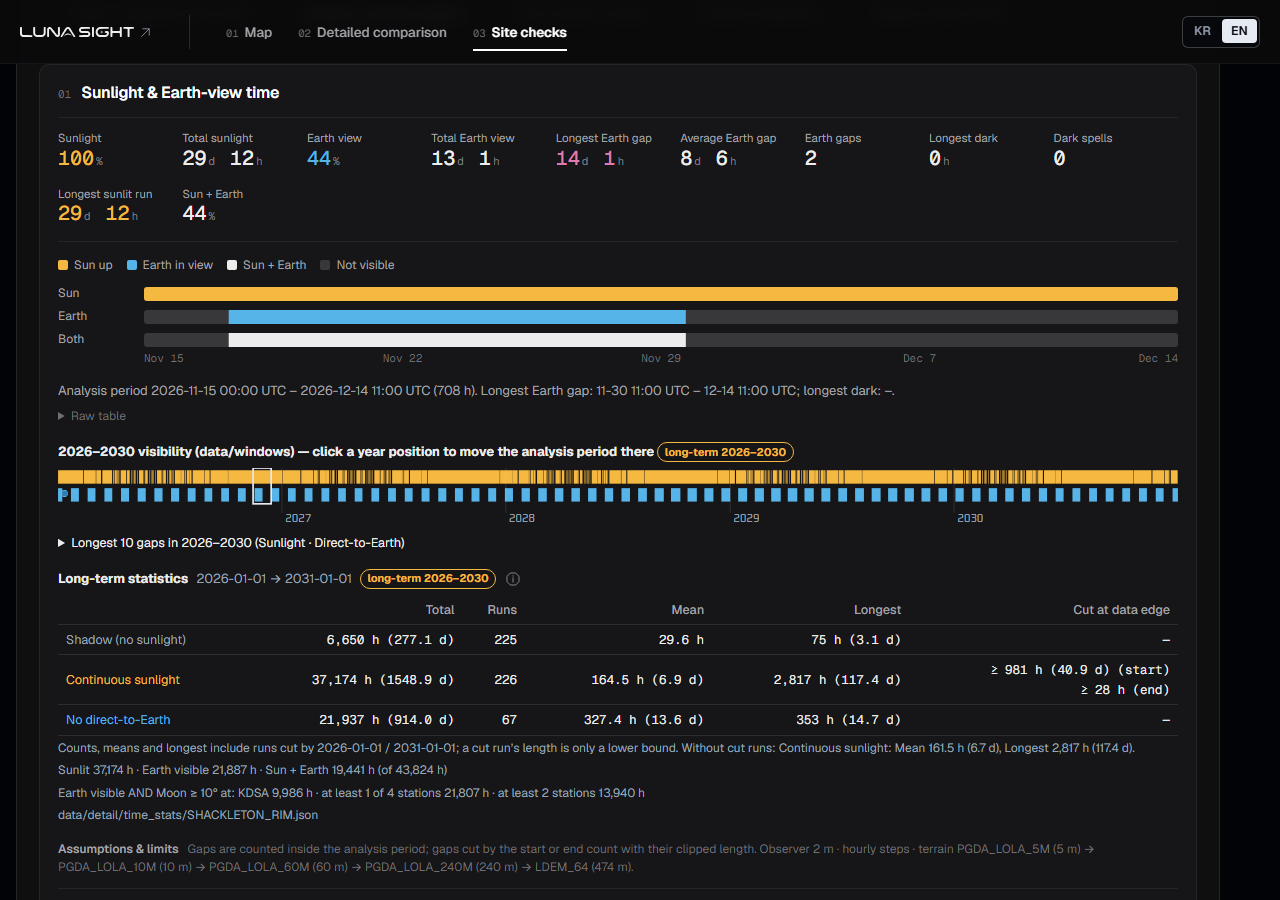 LUNA SIGHT ↗ 01 Map 02 Detailed comparison 03 Site checks KR EN
01 Sunlight & Earth-view time
Sunlight Total sunlight Earth view Total Earth view Longest Earth gap Average Earth gap Earth gaps Longest dark Dark spells
100% 29d 12h 44% 13d 1h 14d 1h 8d 6h 2 0h 0
Longest sunlit run Sun + Earth
29d 12h 44%
Sun up Earth in view Sun + Earth Not visible
Sun
Earth
Both
Nov 15 Nov 22 Nov 29 Dec 7 Dec 14
Analysis period 2026-11-15 00:00 UTC – 2026-12-14 11:00 UTC (708 h). Longest Earth gap: 11-30 11:00 UTC – 12-14 11:00 UTC; longest dark: –.
▶ Raw table
2026–2030 visibility (data/windows) — click a year position to move the analysis period there long-term 2026–2030
2027 2028 2029 2030
▶ Longest 10 gaps in 2026–2030 (Sunlight · Direct-to-Earth)
Long-term statistics 2026-01-01 → 2031-01-01 long-term 2026–2030 ⓘ
Total Runs Mean Longest Cut at data edge
Shadow (no sunlight) 6,650 h (277.1 d) 225 29.6 h 75 h (3.1 d) –
Continuous sunlight 37,174 h (1548.9 d) 226 164.5 h (6.9 d) 2,817 h (117.4 d) ≥ 981 h (40.9 d) (start)
≥ 28 h (end)
No direct-to-Earth 21,937 h (914.0 d) 67 327.4 h (13.6 d) 353 h (14.7 d) –
Counts, means and longest include runs cut by 2026-01-01 / 2031-01-01; a cut run's length is only a lower bound. Without cut runs: Continuous sunlight: Mean 161.5 h (6.7 d), Longest 2,817 h (117.4 d).
Sunlit 37,174 h · Earth visible 21,887 h · Sun + Earth 19,441 h (of 43,824 h)
Earth visible AND Moon ≥ 10° at: KDSA 9,986 h · at least 1 of 4 stations 21,807 h · at least 2 stations 13,940 h
data/detail/time_stats/SHACKLETON_RIM.json
Assumptions & limits Gaps are counted inside the analysis period; gaps cut by the start or end count with their clipped length. Observer 2 m · hourly steps · terrain PGDA_LOLA_5M (5 m) →
PGDA_LOLA_10M (10 m) → PGDA_LOLA_60M (60 m) → PGDA_LOLA_240M (240 m) → LDEM_64 (474 m).